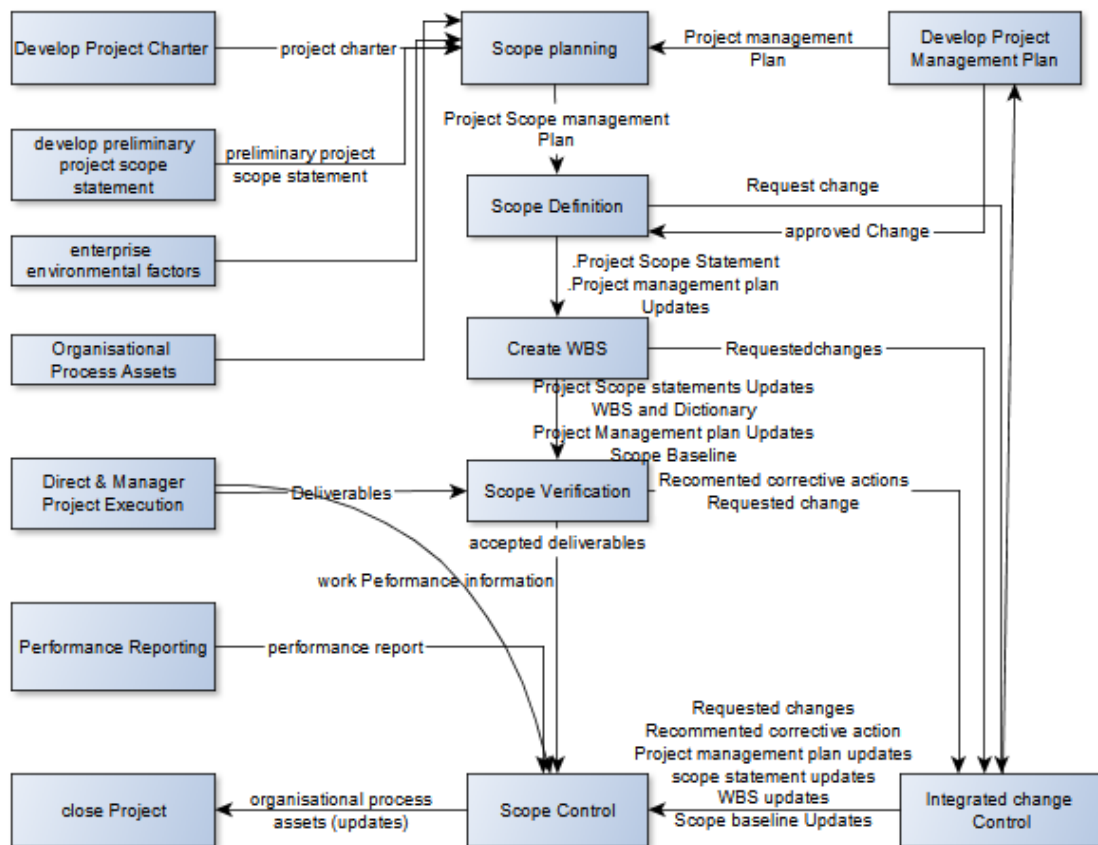 Develop Project Charter
project charter
Scope planning
Project management
Plan
Develop Project
Management Plan
develop preliminary
project scope
statement
preliminary project
scope statement
Project Scope management
Plan
Scope Definition
Request change
approved Change
enterprise
environmental factors
.Project Scope Statement
.Project management plan
Updates
Organisational
Process Assets
Create WBS
Requestedchanges
Project Scope statements Updates
WBS and Dictionary
Project Management plan Updates
Scope Baseline
Direct & Manager
Project Execution
Deliverables
Scope Verification
Recomented corrective actions
Requested change
accepted deliverables
work Peformance information
Performance Reporting
performance report
Requested changes
Recommented corrective action
Project management plan updates
scope statement updates
WBS updates
Scope baseline Updates
close Project
organisational process
assets (updates)
Scope Control
Integrated change
Control